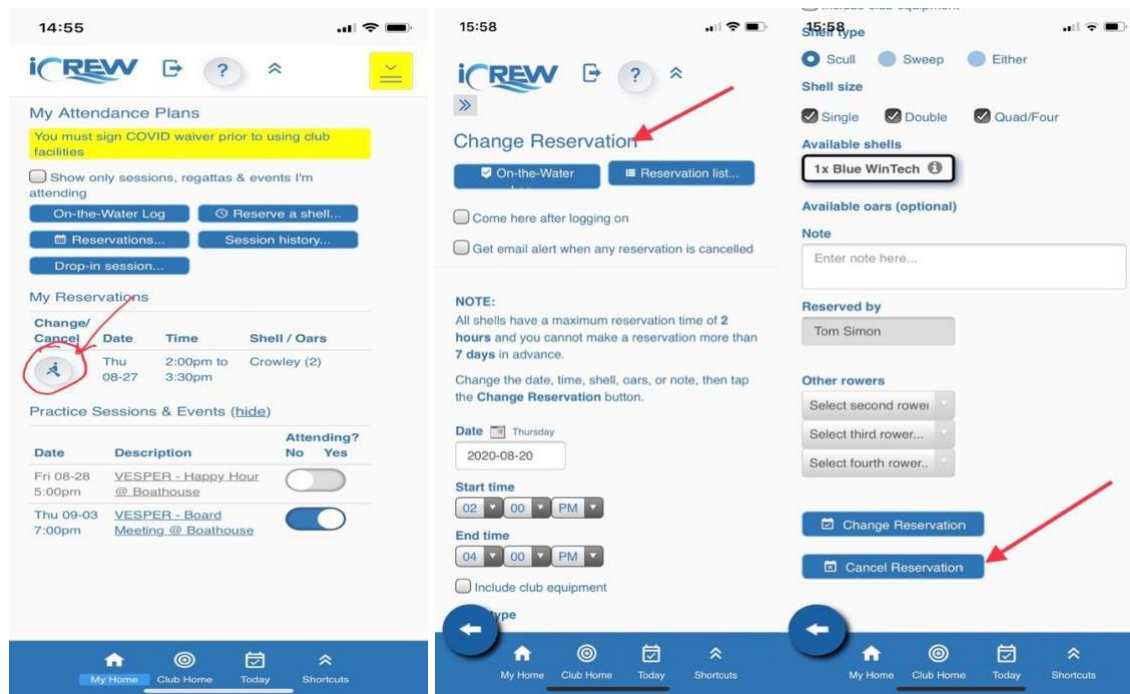 14:55
iCREW
?
My Attendance Plans
You must sign COVID waiver prior to using club
facilities
Show only sessions, regattas & events I'm
attending
On-the-Water Log
Reserve a shell...
Reservations...
Session history...
Drop-in session...
My Reservations
Change/
Cancel Date Time Shell / Oars
Thu 2:00pm to Crowley (2)
08-27 3:30pm
Practice Sessions & Events (hide)
Attending?
Date Description No Yes
Fri 08-28 VESPER - Happy Hour
5:00pm @ Boathouse
Thu 09-03 VESPER - Board
7:00pm Meeting @ Boathouse
My Home Club Home Today Shortcuts
15:58
iCREW
?
Change Reservation
On-the-Water
Reservation list...
Come here after logging on
Get email alert when any reservation is cancelled
NOTE:
All shells have a maximum reservation time of 2
hours and you cannot make a reservation more than
7 days in advance.
Change the date, time, shell, oars, or note, then tap
the Change Reservation button.
Date Thursday
2020-08-20
Start time
02 00 PM
End time
04 00 PM
Include club equipment
type
My Home Club Home Today Shortcuts
Include club equipment
15:58
Shell type
Scull Sweep Either
Shell size
Single Double Quad/Four
Available shells
1x Blue WinTech
Available oars (optional)
Note
Enter note here...
Reserved by
Tom Simon
Other rowers
Select second rower
Select third rower...
Select fourth rower..
Change Reservation
Cancel Reservation
My Home Club Home Today Shortcuts